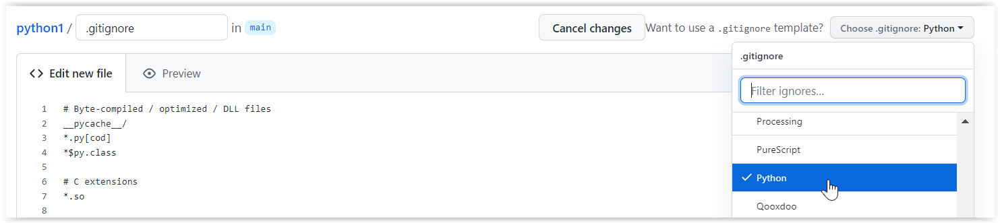 python1 / .gitignore in main Cancel changes Want to use a .gitignore template? Choose .gitignore: Python
.gitignore
Edit new file Preview
Filter ignores...
1 # Byte-compiled / optimized / DLL files
2 __pycache__/
3 *.py[cod]
4 *$py.class
5
6 # C extensions
7 *.so
8
Processing
PureScript
Python
Qooxdoo